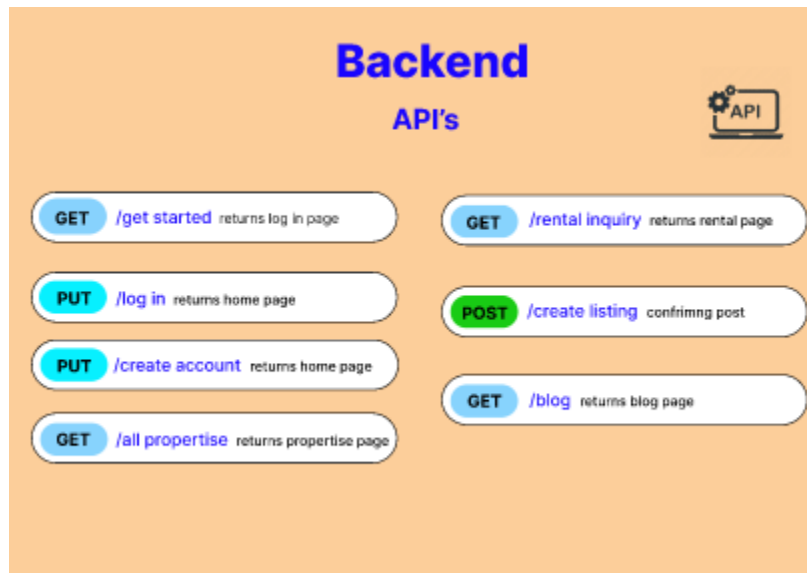 Backend
API's
API
GET /get started returns log in page
PUT /log in returns home page
PUT /create account returns home page
GET /all propertise returns propertise page
GET /rental inquiry returns rental page
POST /create listing confrimng post
GET /blog returns blog page